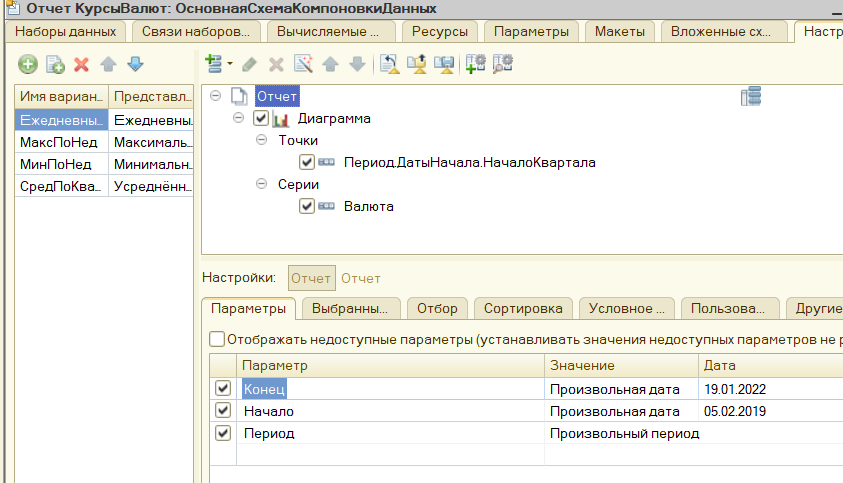 Отчет КурсыВалют: ОсновнаяСхемаКомпоновкиДанных
Наборы данных Связи наборов... Вычисляемые ... Ресурсы Параметры Макеты Вложенные сх... Настр
Имя вариан... Представл...
Ежедневны... Ежедневны...
МаксПоНед Максималь...
МинПоНед Минимальн...
СредПоКва... Усреднённ...
Отчет
Диаграмма
Точки
Период.ДатыНачала.НачалоКвартала
Серии
Валюта
Настройки: Отчет Отчет
Параметры Выбранны... Отбор Сортировка Условное ... Пользова... Другие
Отображать недоступные параметры (устанавливать значения недоступных параметров не р
Параметр Значение Дата
Конец Произвольная дата 19.01.2022
Начало Произвольная дата 05.02.2019
Период Произвольный период